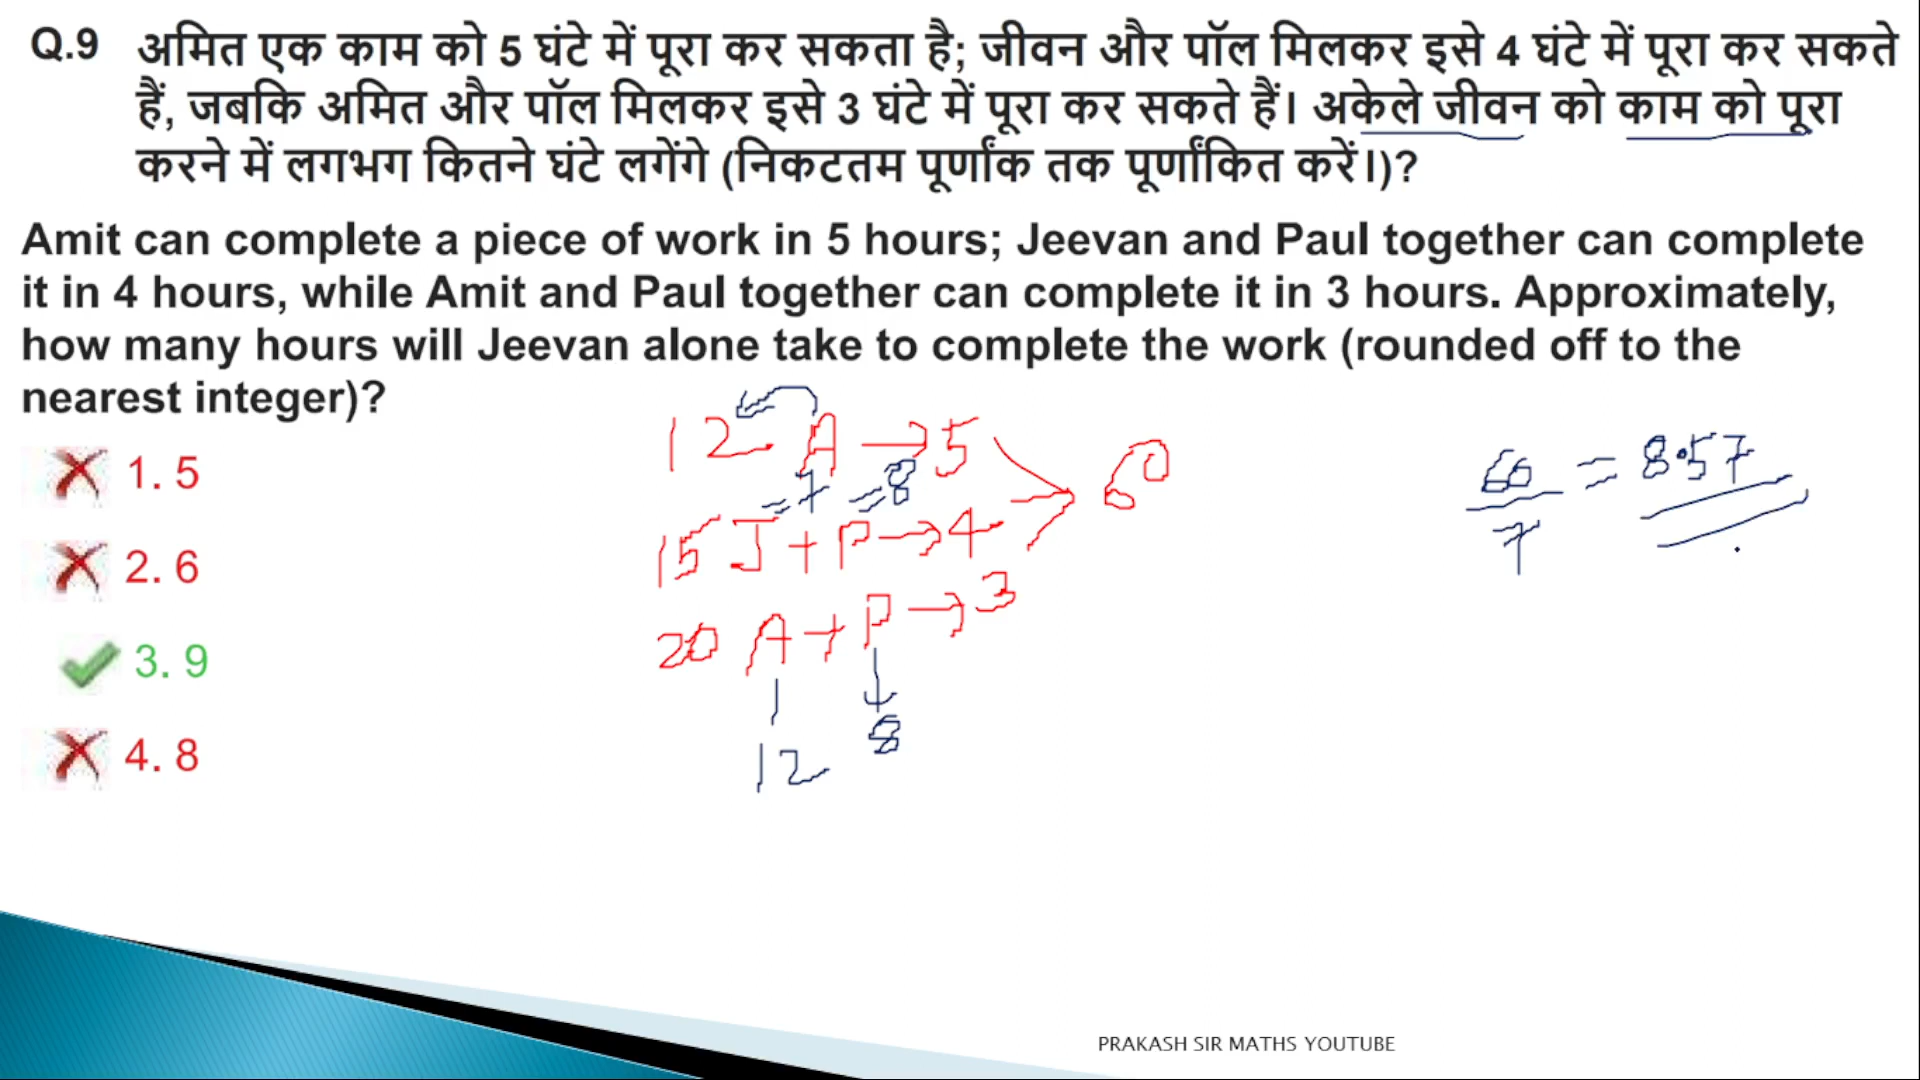 Q.9 अमित एक काम को 5 घंटे में पूरा कर सकता है; जीवन और पॉल मिलकर इसे 4 घंटे में पूरा कर सकते
हैं, जबकि अमित और पॉल मिलकर इसे 3 घंटे में पूरा कर सकते हैं। अकेले जीवन को काम को पूरा
करने में लगभग कितने घंटे लगेंगे (निकटतम पूर्णांक तक पूर्णांकित करें।)?
Amit can complete a piece of work in 5 hours; Jeevan and Paul together can complete
it in 4 hours, while Amit and Paul together can complete it in 3 hours. Approximately,
how many hours will Jeevan alone take to complete the work (rounded off to the
nearest integer)?
1. 5
2. 6
3. 9
4. 8
12 A → 5
=7 =8
15 J + P → 4
60
20 A + P → 3
12 8
60/7 = 8.57
PRAKASH SIR MATHS YOUTUBE